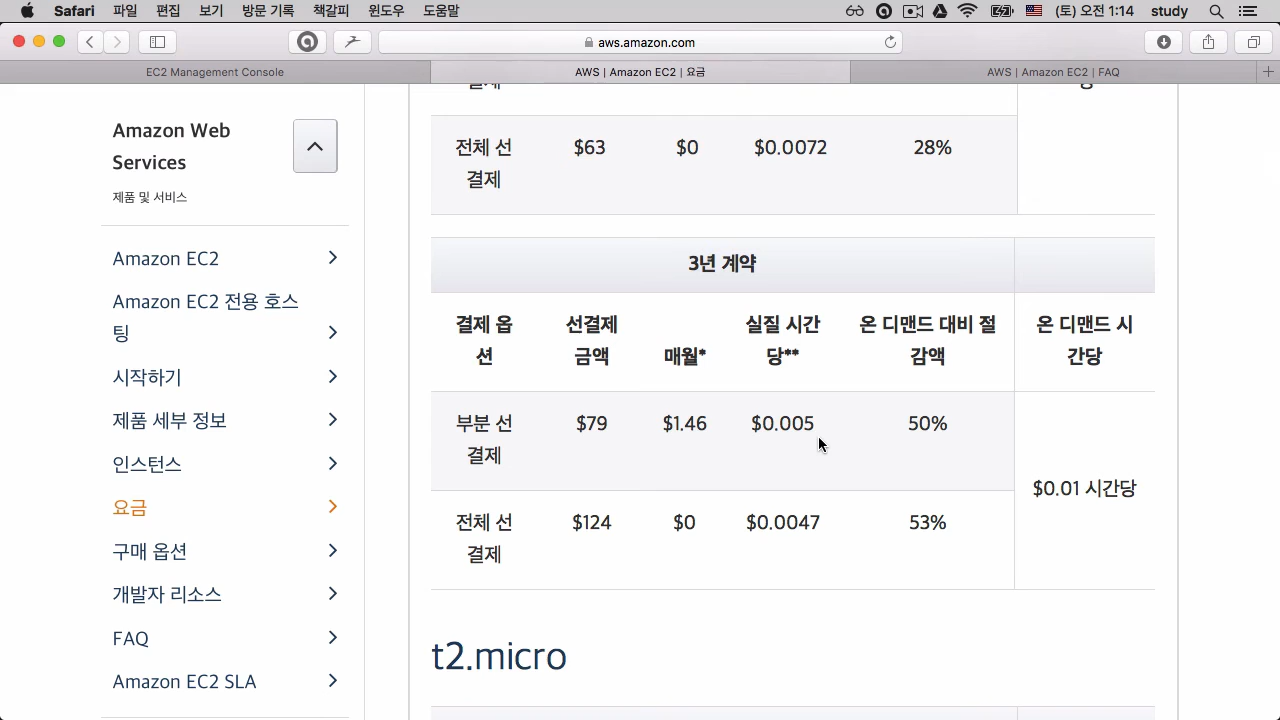 Safari 파일 편집 보기 방문 기록 책갈피 윈도우 도움말 (토) 오전 1:14 study
aws.amazon.com
EC2 Management Console
AWS | Amazon EC2 | 요금
AWS | Amazon EC2 | FAQ
Amazon Web
Services
제품 및 서비스
Amazon EC2
Amazon EC2 전용 호스
팅
시작하기
제품 세부 정보
인스턴스
요금
구매 옵션
개발자 리소스
FAQ
Amazon EC2 SLA
전체 선 $63 $0 $0.0072 28%
결제
3년 계약
결제 옵 선결제 실질 시간 온 디맨드 대비 절 온 디맨드 시
션 금액 매월* 당** 감액 간당
부분 선 $79 $1.46 $0.005 50%
결제
$0.01 시간당
전체 선 $124 $0 $0.0047 53%
결제
t2.micro